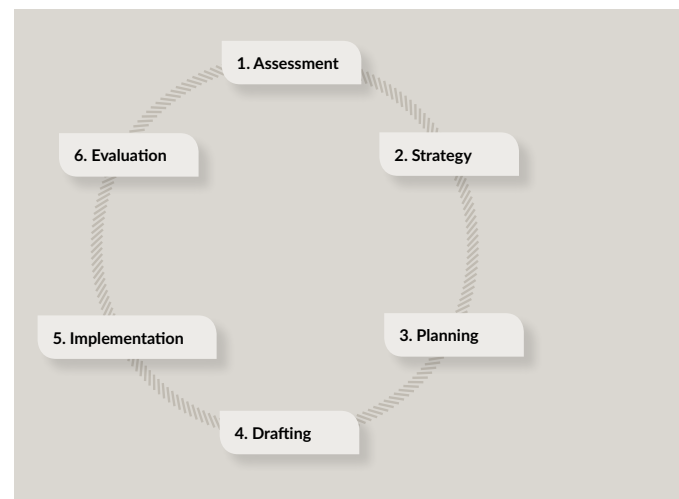 1. Assessment
2. Strategy
3. Planning
4. Drafting
5. Implementation
6. Evaluation